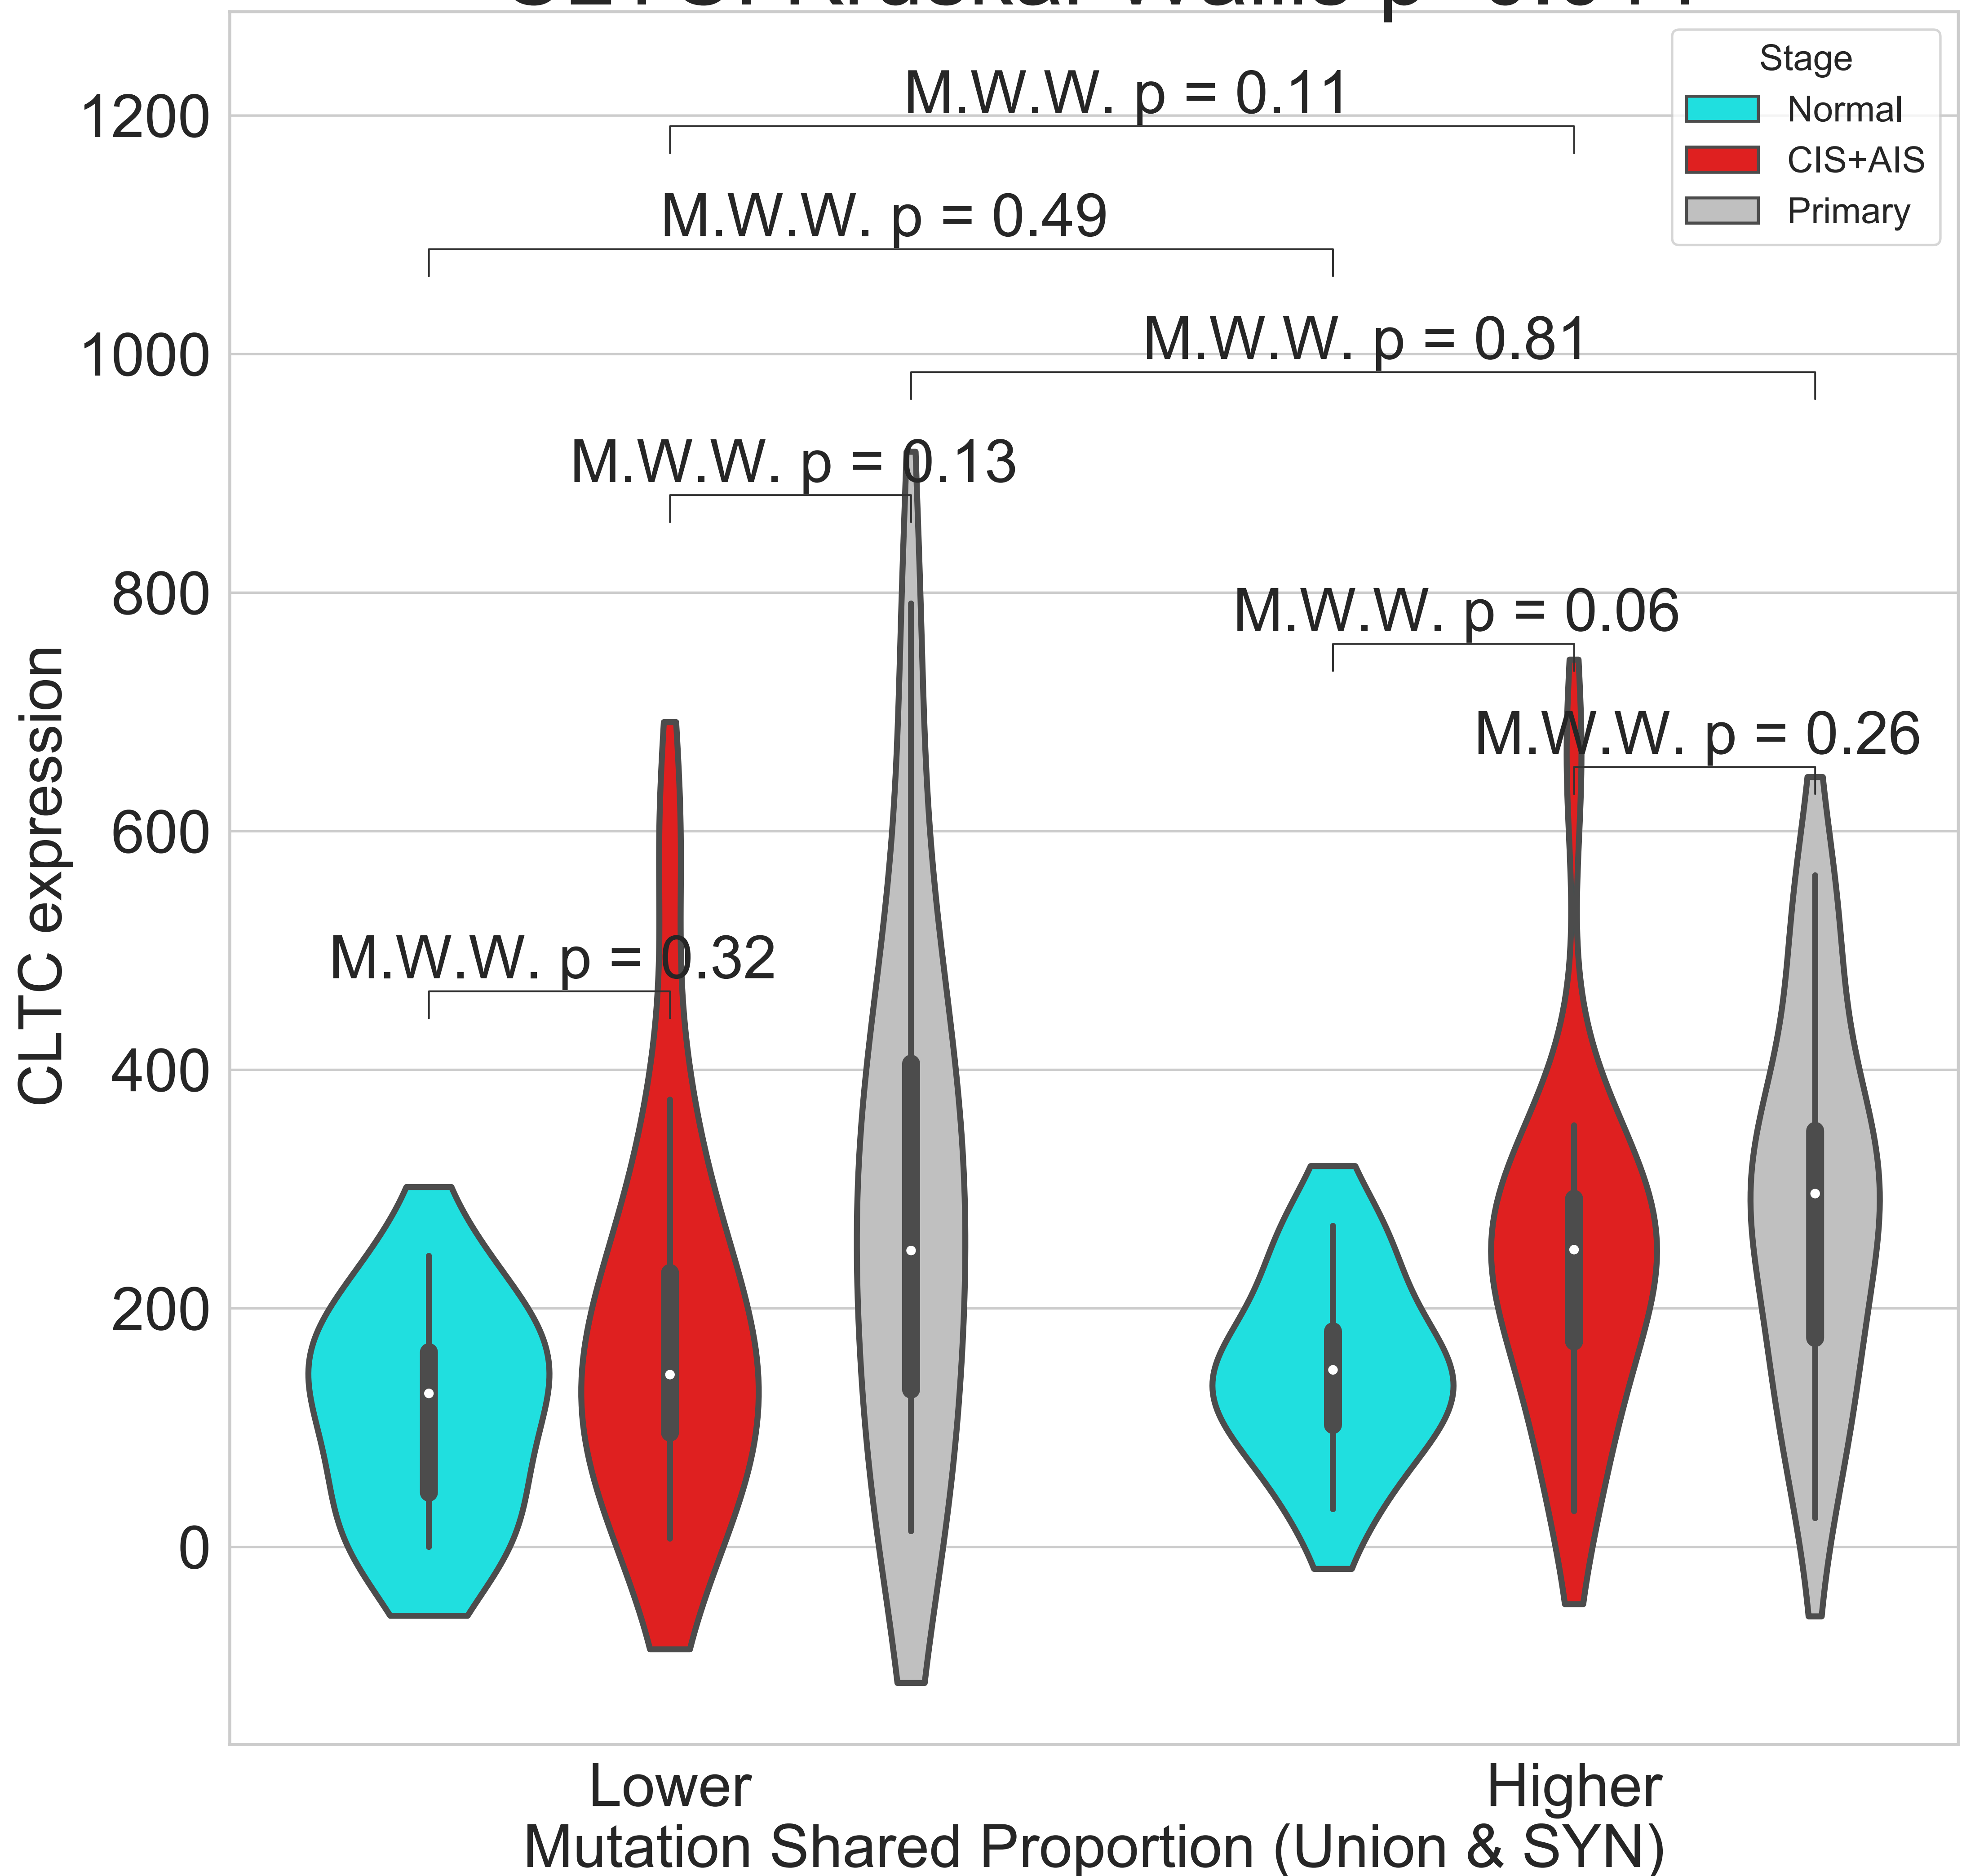 Stage
Normal
CIS+AIS
Primary
M.W.W. p = 0.11
M.W.W. p = 0.49
M.W.W. p = 0.81
M.W.W. p = 0.13
M.W.W. p = 0.06
M.W.W. p = 0.26
M.W.W. p = 0.32
1200
1000
800
600
400
200
0
CLTC expression
Lower
Higher
Mutation Shared Proportion (Union & SYN)